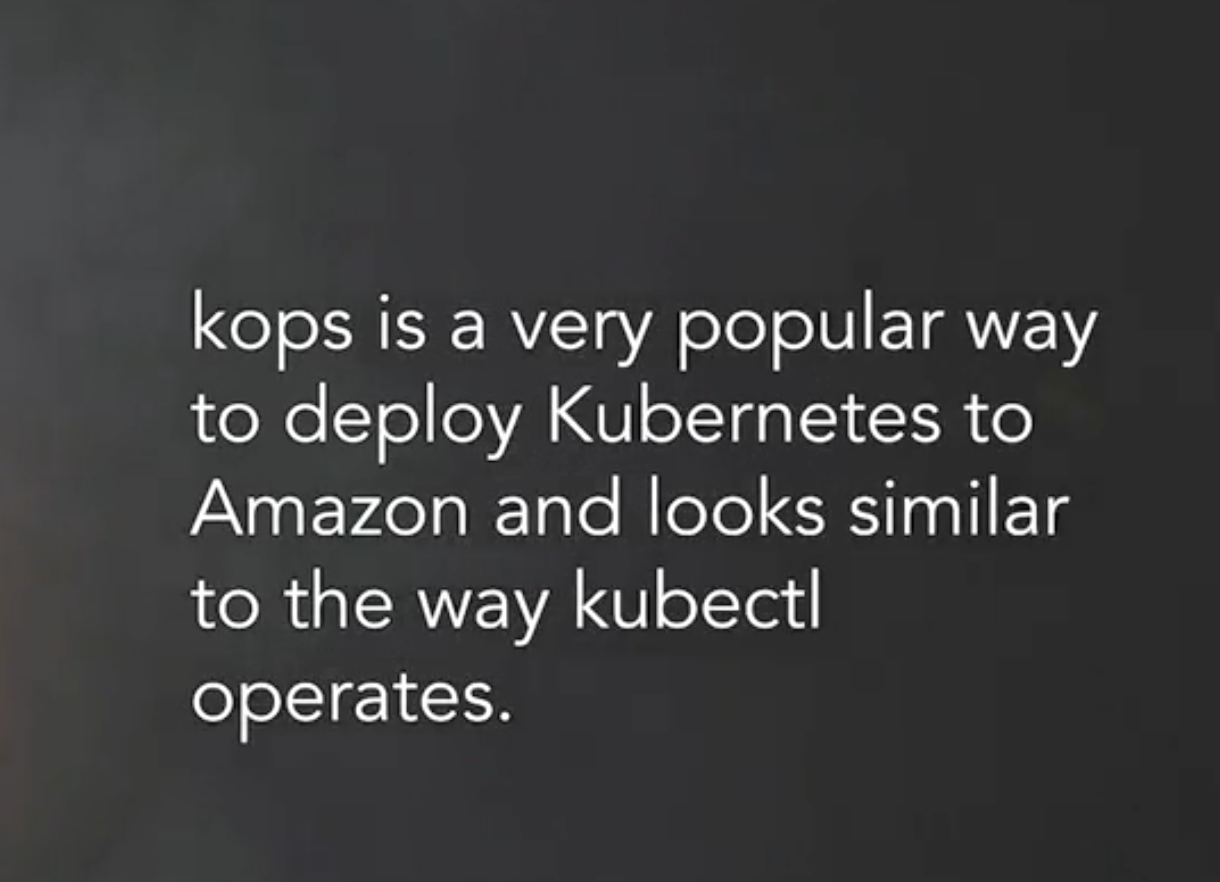 kops is a very popular way
to deploy Kubernetes to
Amazon and looks similar
to the way kubectl
operates.